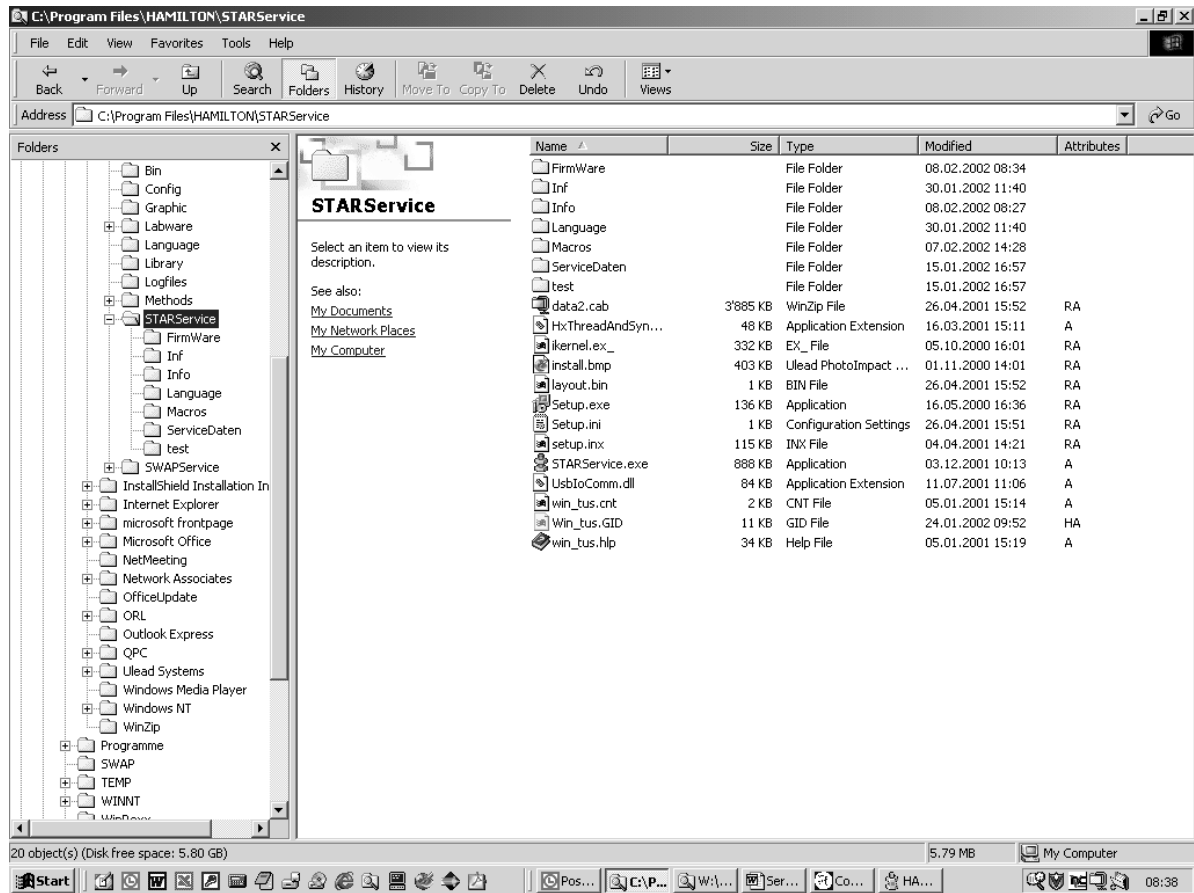 C:\Program Files\HAMILTON\STARService
File Edit View Favorites Tools Help
Back Forward Up Search Folders History Move To Copy To Delete Undo Views
Address C:\Program Files\HAMILTON\STARService Go
Folders
Bin
Config
Graphic
Labware
Language
Library
Logfiles
Methods
STARService
FirmWare
Inf
Info
Language
Macros
ServiceDaten
test
SWAPService
InstallShield Installation In
Internet Explorer
microsoft frontpage
Microsoft Office
NetMeeting
Network Associates
OfficeUpdate
ORL
Outlook Express
QPC
Ulead Systems
Windows Media Player
Windows NT
WinZip
Programme
SWAP
TEMP
WINNT
STARService
Select an item to view its
description.
See also:
My Documents
My Network Places
My Computer
Name Size Type Modified Attributes
FirmWare File Folder 08.02.2002 08:34
Inf File Folder 30.01.2002 11:40
Info File Folder 08.02.2002 08:27
Language File Folder 30.01.2002 11:40
Macros File Folder 07.02.2002 14:28
ServiceDaten File Folder 15.01.2002 16:57
test File Folder 15.01.2002 16:57
data2.cab 3'885 KB WinZip File 26.04.2001 15:52 RA
HxThreadAndSyn... 48 KB Application Extension 16.03.2001 15:11 A
ikernel.ex_ 332 KB EX_ File 05.10.2000 16:01 RA
install.bmp 403 KB Ulead PhotoImpact ... 01.11.2000 14:01 RA
layout.bin 1 KB BIN File 26.04.2001 15:52 RA
Setup.exe 136 KB Application 16.05.2000 16:36 RA
Setup.ini 1 KB Configuration Settings 26.04.2001 15:51 RA
setup.inx 115 KB INX File 04.04.2001 14:21 RA
STARService.exe 888 KB Application 03.12.2001 10:13 A
UsbIoComm.dll 84 KB Application Extension 11.07.2001 11:06 A
win_tus.cnt 2 KB CNT File 05.01.2001 15:14 A
Win_tus.GID 11 KB GID File 24.01.2002 09:52 HA
win_tus.hlp 34 KB Help File 05.01.2001 15:19 A
20 object(s) (Disk free space: 5.80 GB) 5.79 MB My Computer
Start Pos... C:\P... W:\... Ser... Co... HA... 08:38